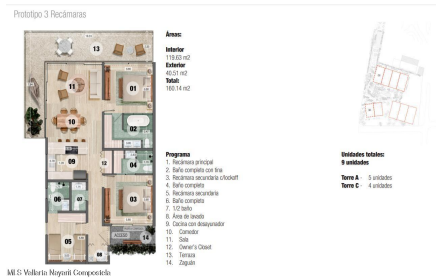 Prototipo 3 Recámaras
Áreas:
Interior
119.63 m2
Exterior
40.51 m2
Total:
160.14 m2
13
11
01
10
02
09
12
04
06
07
03
05
08
ACCESO
14
Programa
1. Recámara principal
2. Baño completo con tina
3. Recámara secundaria c/lockoff
4. Baño completo
5. Recámara secundaria
6. Baño completo
7. 1/2 baño
8. Área de lavado
9. Cocina con desayunador
10. Comedor
11. Sala
12. Owner's Closet
13. Terraza
14. Zaguán
Unidades totales:
9 unidades
Torre A - 5 unidades
Torre C - 4 unidades
MLS Vallarta Nayarit Compostela